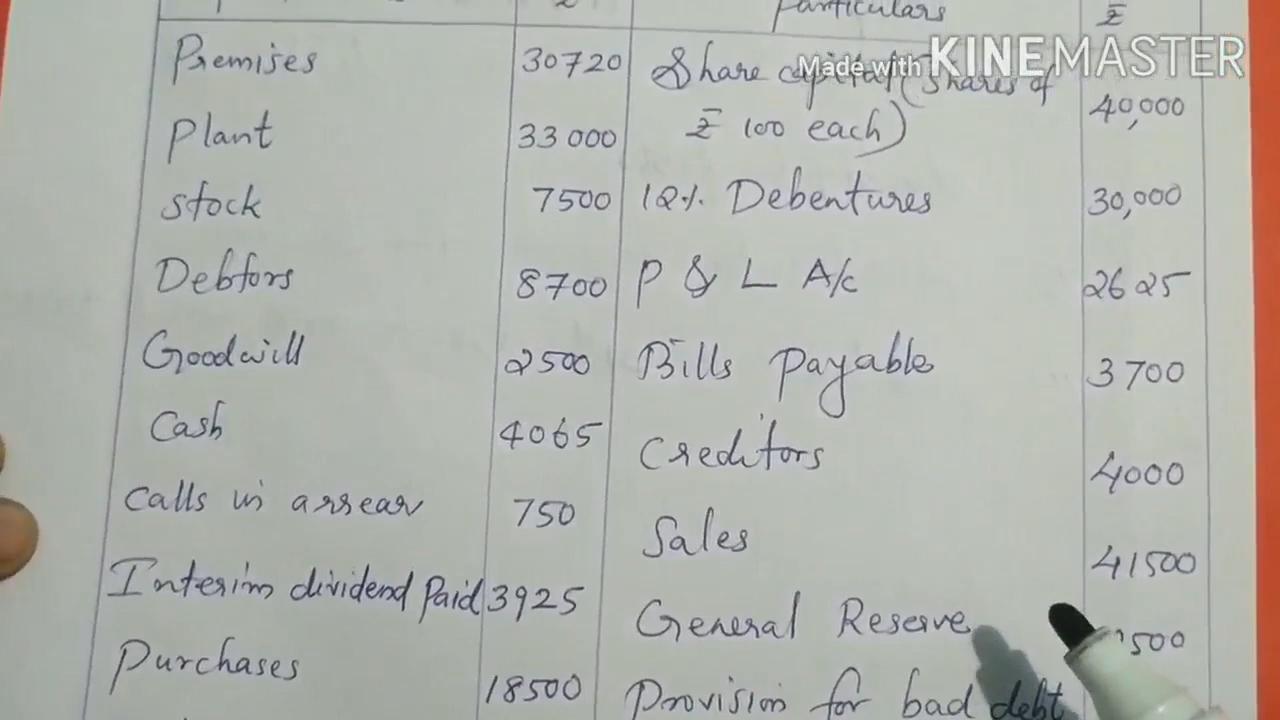 Particulars
Made with KINEMASTER
Premises 30720 Share capital (Shares of
₹ 100 each) 40,000
Plant 33000
Stock 7500 12% Debentures 30,000
Debtors 8700 P & L A/c 2625
Goodwill 2500 Bills Payable 3700
Cash 4065 Creditors 4000
Calls in arrear 750 Sales 41500
Interim dividend Paid 3925 General Reserve
Purchases 18500 Provision for bad debt